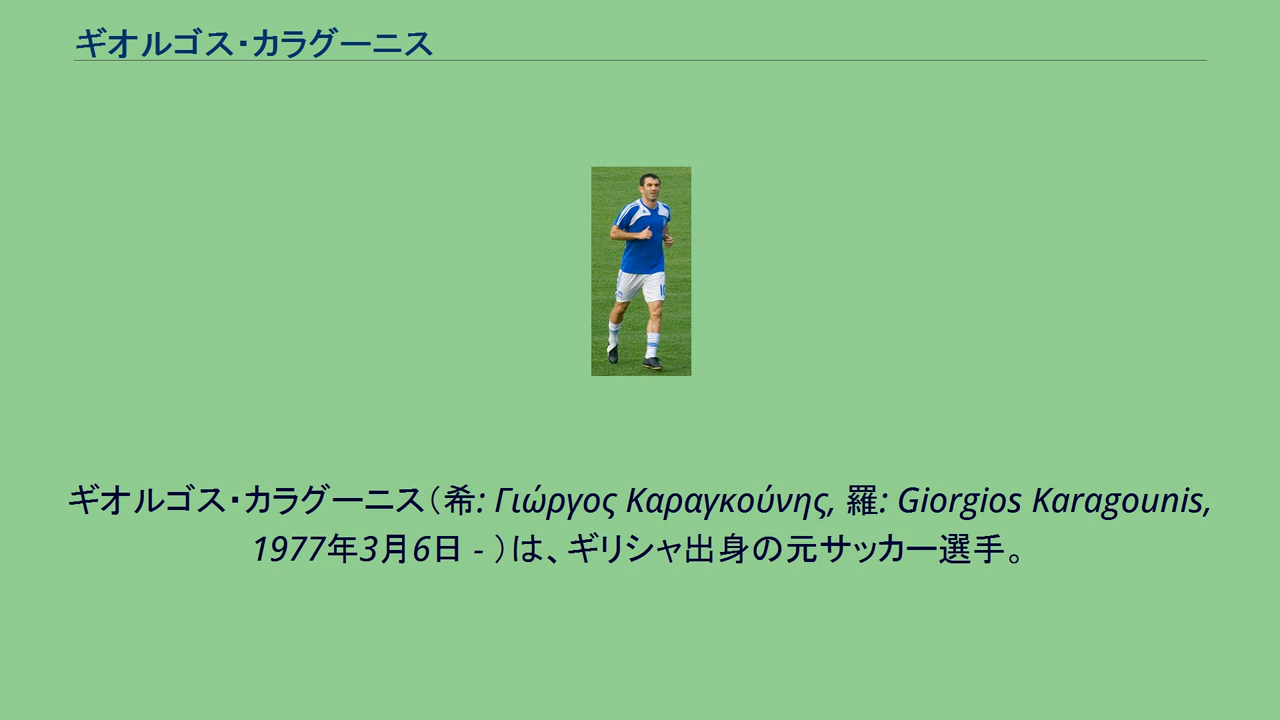 ギオルゴス・カラグーニス
ギオルゴス・カラグーニス（希: Γιώργος Καραγκούνης, 羅: Giorgios Karagounis,
1977年3月6日 - ）は、ギリシャ出身の元サッカー選手。